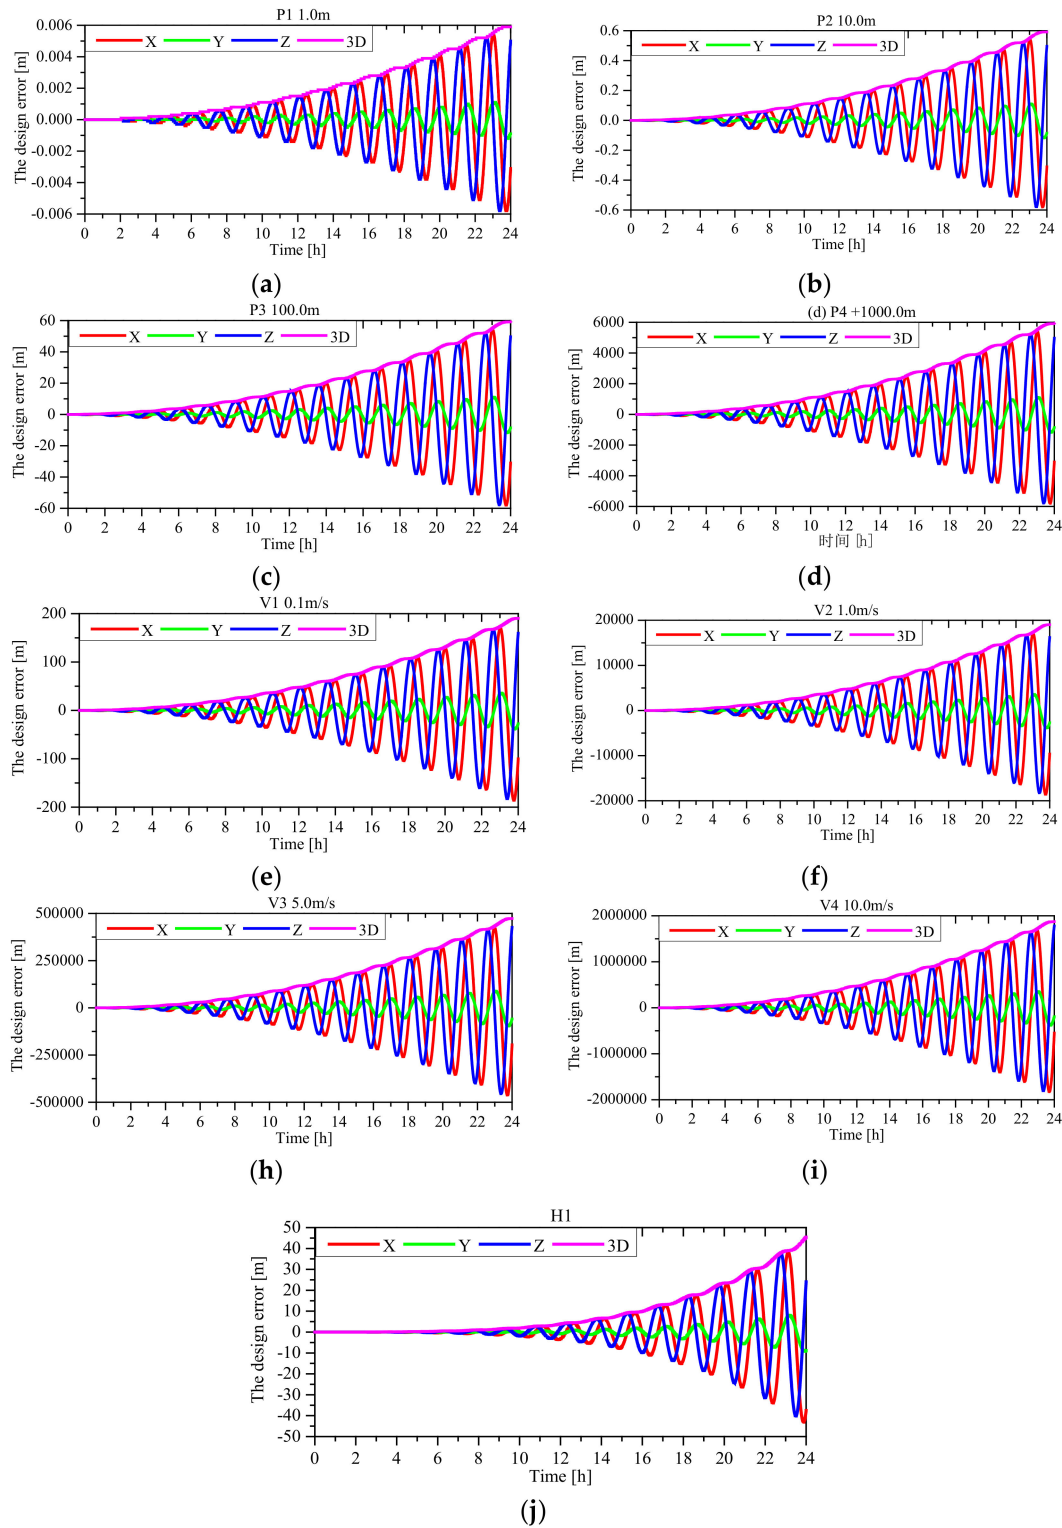 P1 1.0m
X Y Z 3D
The design error [m]
0.006
0.004
0.002
0.000
-0.002
-0.004
-0.006
0 2 4 6 8 10 12 14 16 18 20 22 24
Time [h]
(a)
P2 10.0m
X Y Z 3D
The design error [m]
0.6
0.4
0.2
0.0
-0.2
-0.4
-0.6
0 2 4 6 8 10 12 14 16 18 20 22 24
Time [h]
(b)
P3 100.0m
X Y Z 3D
The design error [m]
60
40
20
0
-20
-40
-60
0 2 4 6 8 10 12 14 16 18 20 22 24
Time [h]
(c)
(d) P4 +1000.0m
X Y Z 3D
The design error [m]
6000
4000
2000
0
-2000
-4000
-6000
0 2 4 6 8 10 12 14 16 18 20 22 24
时间 [h]
(d)
V1 0.1m/s
X Y Z 3D
The design error [m]
200
100
0
-100
-200
0 2 4 6 8 10 12 14 16 18 20 22 24
Time [h]
(e)
V2 1.0m/s
X Y Z 3D
The design error [m]
20000
10000
0
-10000
-20000
0 2 4 6 8 10 12 14 16 18 20 22 24
Time [h]
(f)
V3 5.0m/s
X Y Z 3D
The design error [m]
500000
250000
0
-250000
-500000
0 2 4 6 8 10 12 14 16 18 20 22 24
Time [h]
(h)
V4 10.0m/s
X Y Z 3D
The design error [m]
2000000
1000000
0
-1000000
-2000000
0 2 4 6 8 10 12 14 16 18 20 22 24
Time [h]
(i)
H1
X Y Z 3D
The design error [m]
50
40
30
20
10
0
-10
-20
-30
-40
-50
0 2 4 6 8 10 12 14 16 18 20 22 24
Time [h]
(j)